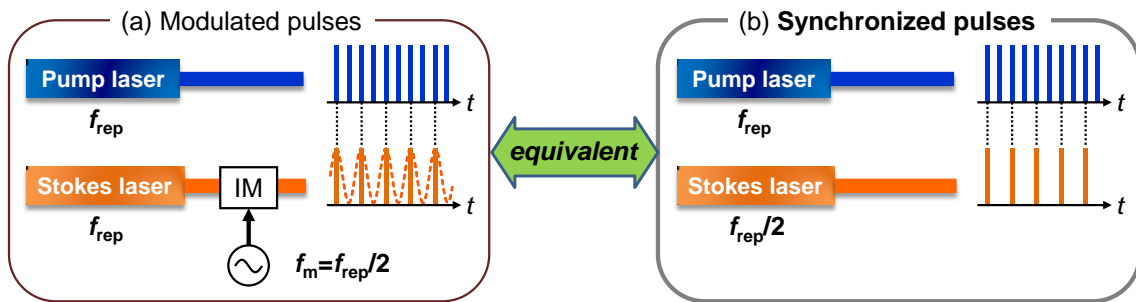 (a) Modulated pulses
Pump laser
t
f_rep
Stokes laser
IM
t
f_rep
f_m=f_rep/2
equivalent
(b) Synchronized pulses
Pump laser
t
f_rep
Stokes laser
t
f_rep/2